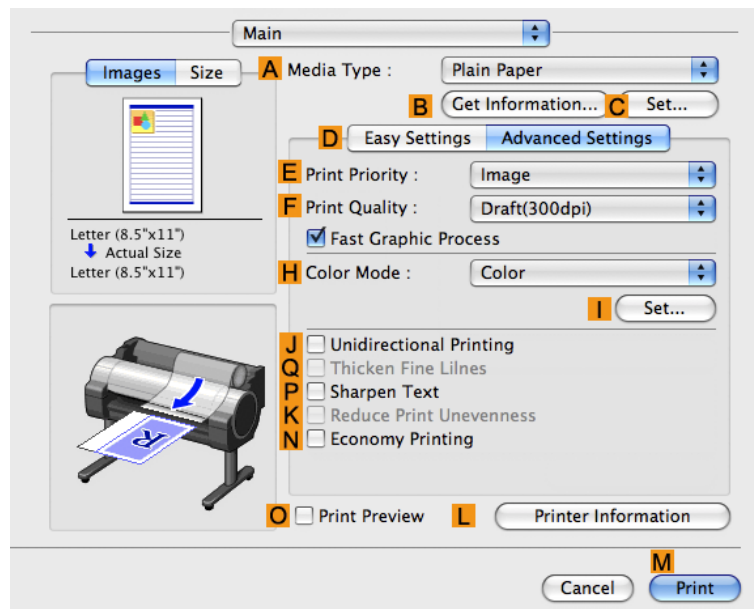 Main
Images Size A Media Type : Plain Paper
B Get Information... C Set...
D Easy Settings Advanced Settings
E Print Priority : Image
F Print Quality : Draft(300dpi)
Letter (8.5"x11")
Actual Size
Letter (8.5"x11")
Fast Graphic Process
H Color Mode : Color
I Set...
J Unidirectional Printing
Q Thicken Fine Lilnes
P Sharpen Text
K Reduce Print Unevenness
N Economy Printing
R
O Print Preview L Printer Information
M
Cancel Print